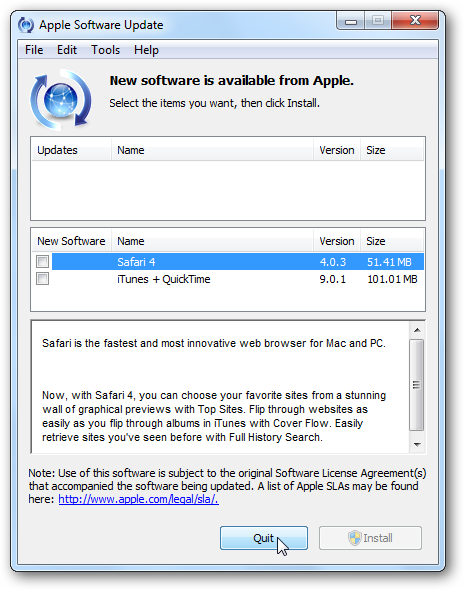 Apple Software Update
File Edit Tools Help
New software is available from Apple.
Select the items you want, then click Install.
Updates Name Version Size
New Software Name Version Size
Safari 4 4.0.3 51.41 MB
iTunes + QuickTime 9.0.1 101.01 MB
Safari is the fastest and most innovative web browser for Mac and PC.
Now, with Safari 4, you can choose your favorite sites from a stunning
wall of graphical previews with Top Sites. Flip through websites as
easily as you flip through albums in iTunes with Cover Flow. Easily
retrieve sites you've seen before with Full History Search.
Note: Use of this software is subject to the original Software License Agreement(s)
that accompanied the software being updated. A list of Apple SLAs may be found
here: http://www.apple.com/legal/sla/.
Quit Install